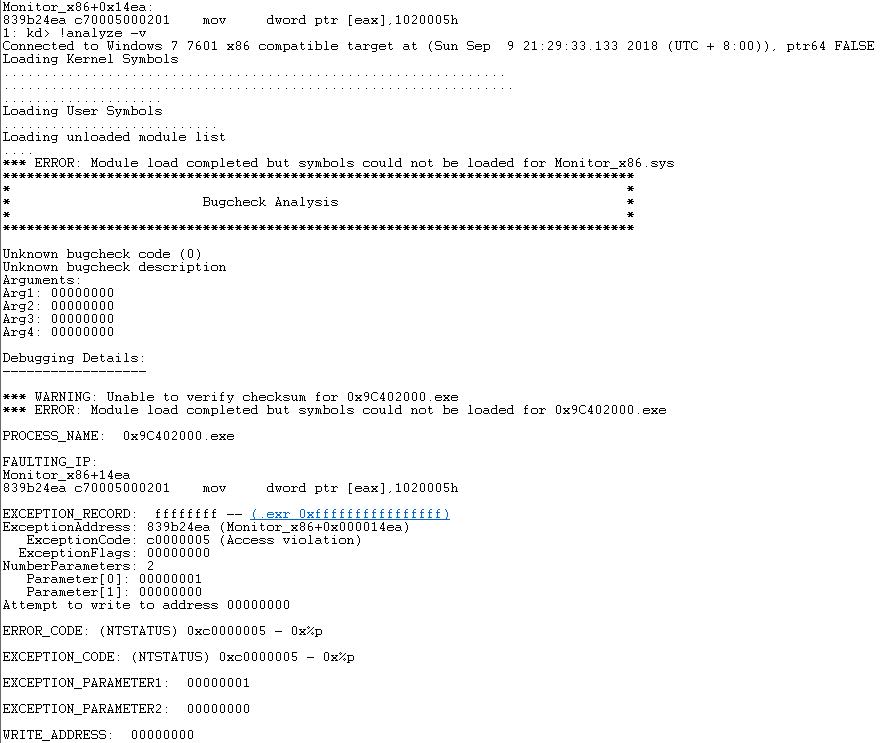 Monitor_x86+0x14ea:
839b24ea c70005000201    mov     dword ptr [eax],1020005h
1: kd> !analyze -v
Connected to Windows 7 7601 x86 compatible target at (Sun Sep  9 21:29:33.133 2018 (UTC + 8:00)), ptr64 FALSE
Loading Kernel Symbols
...............................................................
................................................................
....................
Loading User Symbols
...........................
Loading unloaded module list
....
*** ERROR: Module load completed but symbols could not be loaded for Monitor_x86.sys
*******************************************************************************
*                                                                             *
*                        Bugcheck Analysis                                    *
*                                                                             *
*******************************************************************************
Unknown bugcheck code (0)
Unknown bugcheck description
Arguments:
Arg1: 00000000
Arg2: 00000000
Arg3: 00000000
Arg4: 00000000
Debugging Details:
------------------
*** WARNING: Unable to verify checksum for 0x9C402000.exe
*** ERROR: Module load completed but symbols could not be loaded for 0x9C402000.exe
PROCESS_NAME:  0x9C402000.exe
FAULTING_IP:
Monitor_x86+14ea
839b24ea c70005000201    mov     dword ptr [eax],1020005h
EXCEPTION_RECORD:  ffffffff -- (.exr 0xffffffffffffffff)
ExceptionAddress: 839b24ea (Monitor_x86+0x000014ea)
   ExceptionCode: c0000005 (Access violation)
  ExceptionFlags: 00000000
NumberParameters: 2
   Parameter[0]: 00000001
   Parameter[1]: 00000000
Attempt to write to address 00000000
ERROR_CODE: (NTSTATUS) 0xc0000005 - 0x%p
EXCEPTION_CODE: (NTSTATUS) 0xc0000005 - 0x%p
EXCEPTION_PARAMETER1:  00000001
EXCEPTION_PARAMETER2:  00000000
WRITE_ADDRESS:  00000000